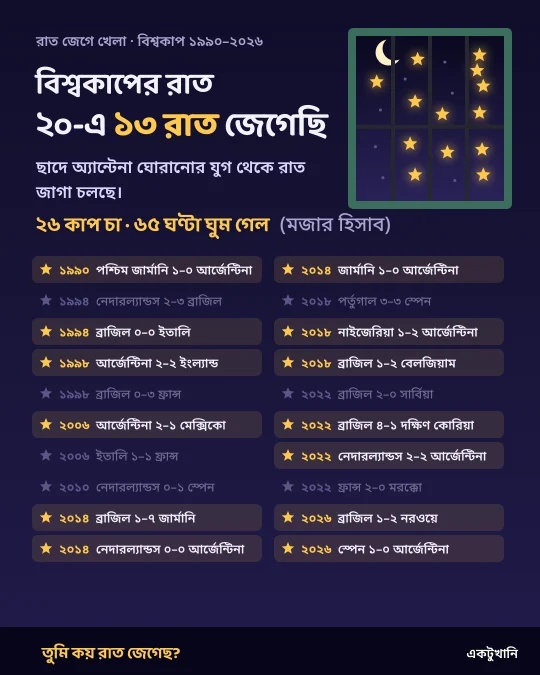 রাত জেগে খেলা · বিশ্বকাপ ১৯৯০–২০২৬
বিশ্বকাপের রাত
২০-এ ১৩ রাত জেগেছি
ছাদে অ্যান্টেনা ঘোরানোর যুগ থেকে রাত
জাগা চলছে।
২৬ কাপ চা · ৬৫ ঘণ্টা ঘুম গেল (মজার হিসাব)
১৯৯০ পশ্চিম জার্মানি ১–০ আর্জেন্টিনা
১৯৯৪ নেদারল্যান্ডস ২–৩ ব্রাজিল
১৯৯৪ ব্রাজিল ০–০ ইতালি
১৯৯৮ আর্জেন্টিনা ২–২ ইংল্যান্ড
১৯৯৮ ব্রাজিল ০–৩ ফ্রান্স
২০০৬ আর্জেন্টিনা ২–১ মেক্সিকো
২০০৬ ইতালি ১–১ ফ্রান্স
২০১০ নেদারল্যান্ডস ০–১ স্পেন
২০১৪ ব্রাজিল ১–৭ জার্মানি
২০১৪ নেদারল্যান্ডস ০–০ আর্জেন্টিনা
২০১৪ জার্মানি ১–০ আর্জেন্টিনা
২০১৮ পর্তুগাল ৩–৩ স্পেন
২০১৮ নাইজেরিয়া ১–২ আর্জেন্টিনা
২০১৮ ব্রাজিল ১–২ বেলজিয়াম
২০২২ ব্রাজিল ২–০ সার্বিয়া
২০২২ ব্রাজিল ৪–১ দক্ষিণ কোরিয়া
২০২২ নেদারল্যান্ডস ২–২ আর্জেন্টিনা
২০২২ ফ্রান্স ২–০ মরক্কো
২০২৬ ব্রাজিল ১–২ নরওয়ে
২০২৬ স্পেন ১–০ আর্জেন্টিনা
তুমি কয় রাত জেগেছ?
একটুখানি